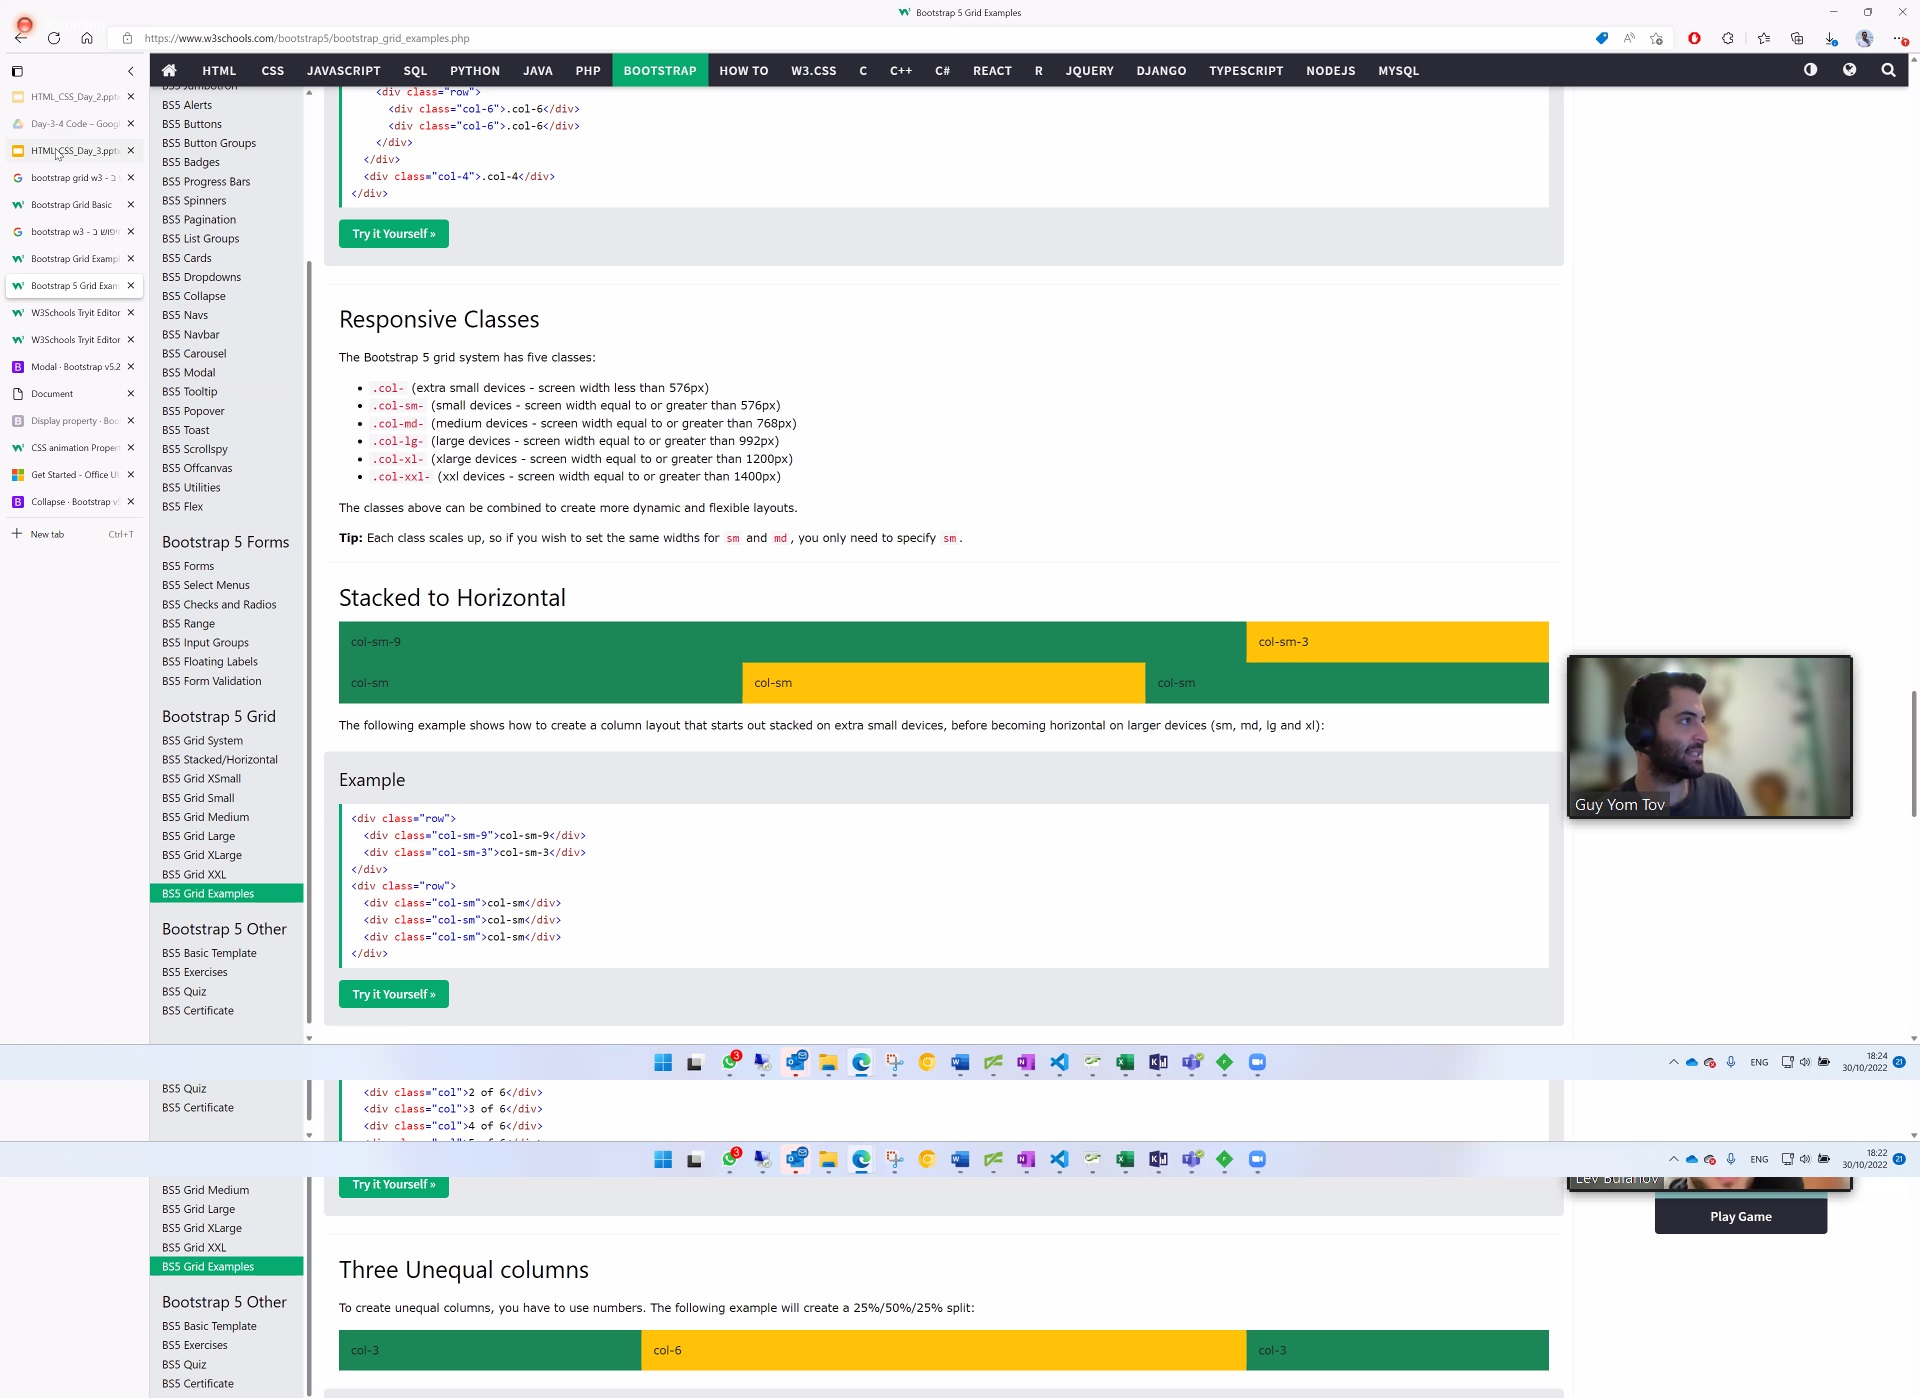 Bootstrap 5 Grid Examples
https://www.w3schools.com/bootstrap5/bootstrap_grid_examples.php
HTML
CSS
JAVASCRIPT
SQL
PYTHON
JAVA
PHP
BOOTSTRAP
HOW TO
W3.CSS
C
C++
C#
REACT
R
JQUERY
DJANGO
TYPESCRIPT
NODEJS
MYSQL
HTML_CSS_Day_2.ppt
Day-3-4 Code – Goog
HTML_CSS_Day_3.ppt
bootstrap grid w3 - ב
Bootstrap Grid Basic
bootstrap w3 - חיפוש ב
Bootstrap Grid Exampl
Bootstrap 5 Grid Exam
W3Schools Tryit Editor
W3Schools Tryit Editor
Modal · Bootstrap v5.2
Document
Display property · Boo
CSS animation Propert
Get Started - Office UI
Collapse · Bootstrap v
New tab
Ctrl+T
BS5 Jumbotron
BS5 Alerts
BS5 Buttons
BS5 Button Groups
BS5 Badges
BS5 Progress Bars
BS5 Spinners
BS5 Pagination
BS5 List Groups
BS5 Cards
BS5 Dropdowns
BS5 Collapse
BS5 Navs
BS5 Navbar
BS5 Carousel
BS5 Modal
BS5 Tooltip
BS5 Popover
BS5 Toast
BS5 Scrollspy
BS5 Offcanvas
BS5 Utilities
BS5 Flex
Bootstrap 5 Forms
BS5 Forms
BS5 Select Menus
BS5 Checks and Radios
BS5 Range
BS5 Input Groups
BS5 Floating Labels
BS5 Form Validation
Bootstrap 5 Grid
BS5 Grid System
BS5 Stacked/Horizontal
BS5 Grid XSmall
BS5 Grid Small
BS5 Grid Medium
BS5 Grid Large
BS5 Grid XLarge
BS5 Grid XXL
BS5 Grid Examples
Bootstrap 5 Other
BS5 Basic Template
BS5 Exercises
BS5 Quiz
BS5 Certificate
<div class="row">
<div class="col-6">.col-6</div>
<div class="col-6">.col-6</div>
</div>
</div>
<div class="col-4">.col-4</div>
</div>
Try it Yourself »
Responsive Classes
The Bootstrap 5 grid system has five classes:
• .col- (extra small devices - screen width less than 576px)
• .col-sm- (small devices - screen width equal to or greater than 576px)
• .col-md- (medium devices - screen width equal to or greater than 768px)
• .col-lg- (large devices - screen width equal to or greater than 992px)
• .col-xl- (xlarge devices - screen width equal to or greater than 1200px)
• .col-xxl- (xxl devices - screen width equal to or greater than 1400px)
The classes above can be combined to create more dynamic and flexible layouts.
Tip: Each class scales up, so if you wish to set the same widths for sm and md, you only need to specify sm.
Stacked to Horizontal
col-sm-9
col-sm-3
col-sm
col-sm
col-sm
The following example shows how to create a column layout that starts out stacked on extra small devices, before becoming horizontal on larger devices (sm, md, lg and xl):
Example
<div class="row">
<div class="col-sm-9">col-sm-9</div>
<div class="col-sm-3">col-sm-3</div>
</div>
<div class="row">
<div class="col-sm">col-sm</div>
<div class="col-sm">col-sm</div>
<div class="col-sm">col-sm</div>
</div>
Try it Yourself »
Guy Yom Tov
3
ENG
18:24
30/10/2022
21
BS5 Quiz
BS5 Certificate
<div class="col">2 of 6</div>
<div class="col">3 of 6</div>
<div class="col">4 of 6</div>
3
ENG
18:22
30/10/2022
21
BS5 Grid Medium
BS5 Grid Large
BS5 Grid XLarge
BS5 Grid XXL
BS5 Grid Examples
Bootstrap 5 Other
BS5 Basic Template
BS5 Exercises
BS5 Quiz
BS5 Certificate
Try it Yourself »
Lev Bulanov
Play Game
Three Unequal columns
To create unequal columns, you have to use numbers. The following example will create a 25%/50%/25% split:
col-3
col-6
col-3